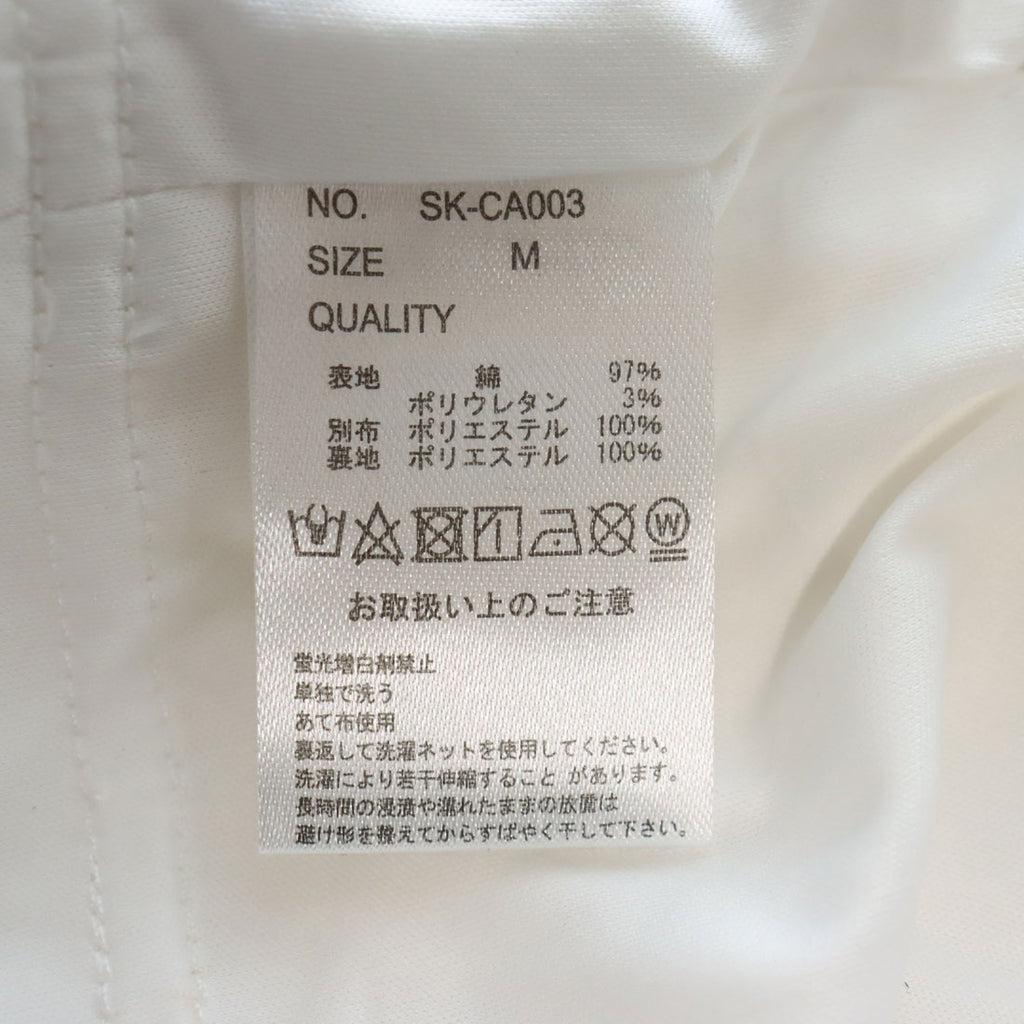 NO. SK-CA003
SIZE M
QUALITY
表地 綿 97%
ポリウレタン 3%
別布 ポリエステル 100%
裏地 ポリエステル 100%
W
お取扱い上のご注意
蛍光増白剤禁止
単独で洗う
あて布使用
裏返して洗濯ネットを使用してください。
洗濯により若干伸縮すること があります。
長時間の浸漬や濡れたままの放置は
避け形を整えてからすばやく干して下さい。